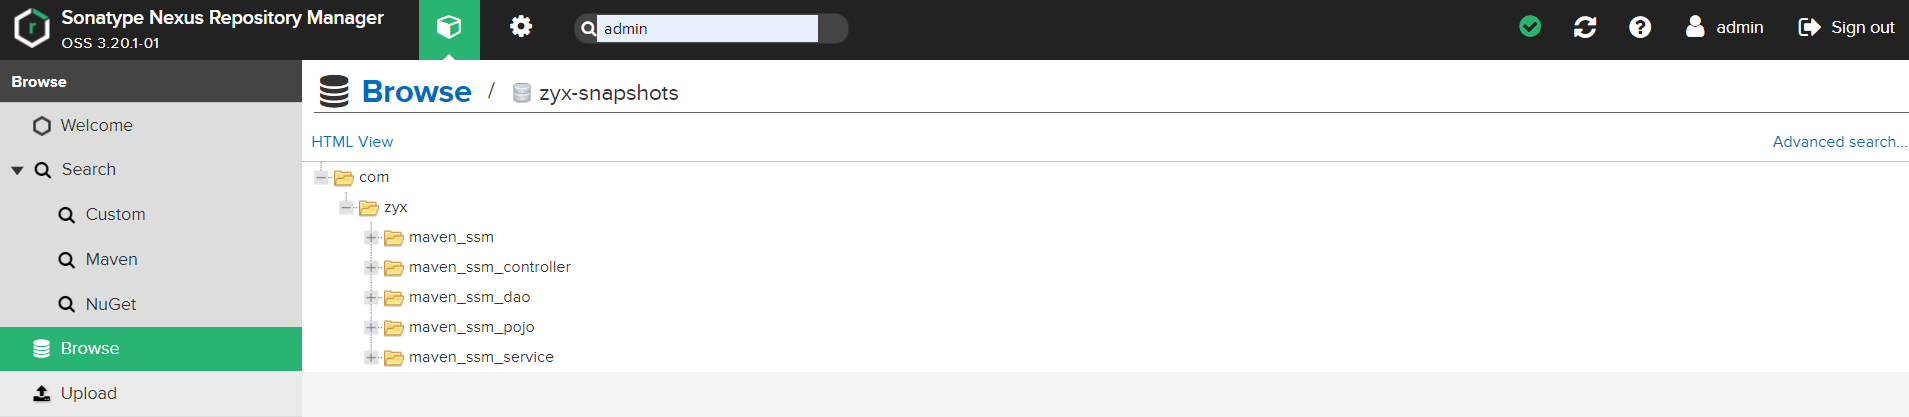 Sonatype Nexus Repository Manager
OSS 3.20.1-01
admin
admin
Sign out
Browse
Welcome
Search
Custom
Maven
NuGet
Browse
Upload
Browse / zyx-snapshots
HTML View
Advanced search...
com
zyx
maven_ssm
maven_ssm_controller
maven_ssm_dao
maven_ssm_pojo
maven_ssm_service